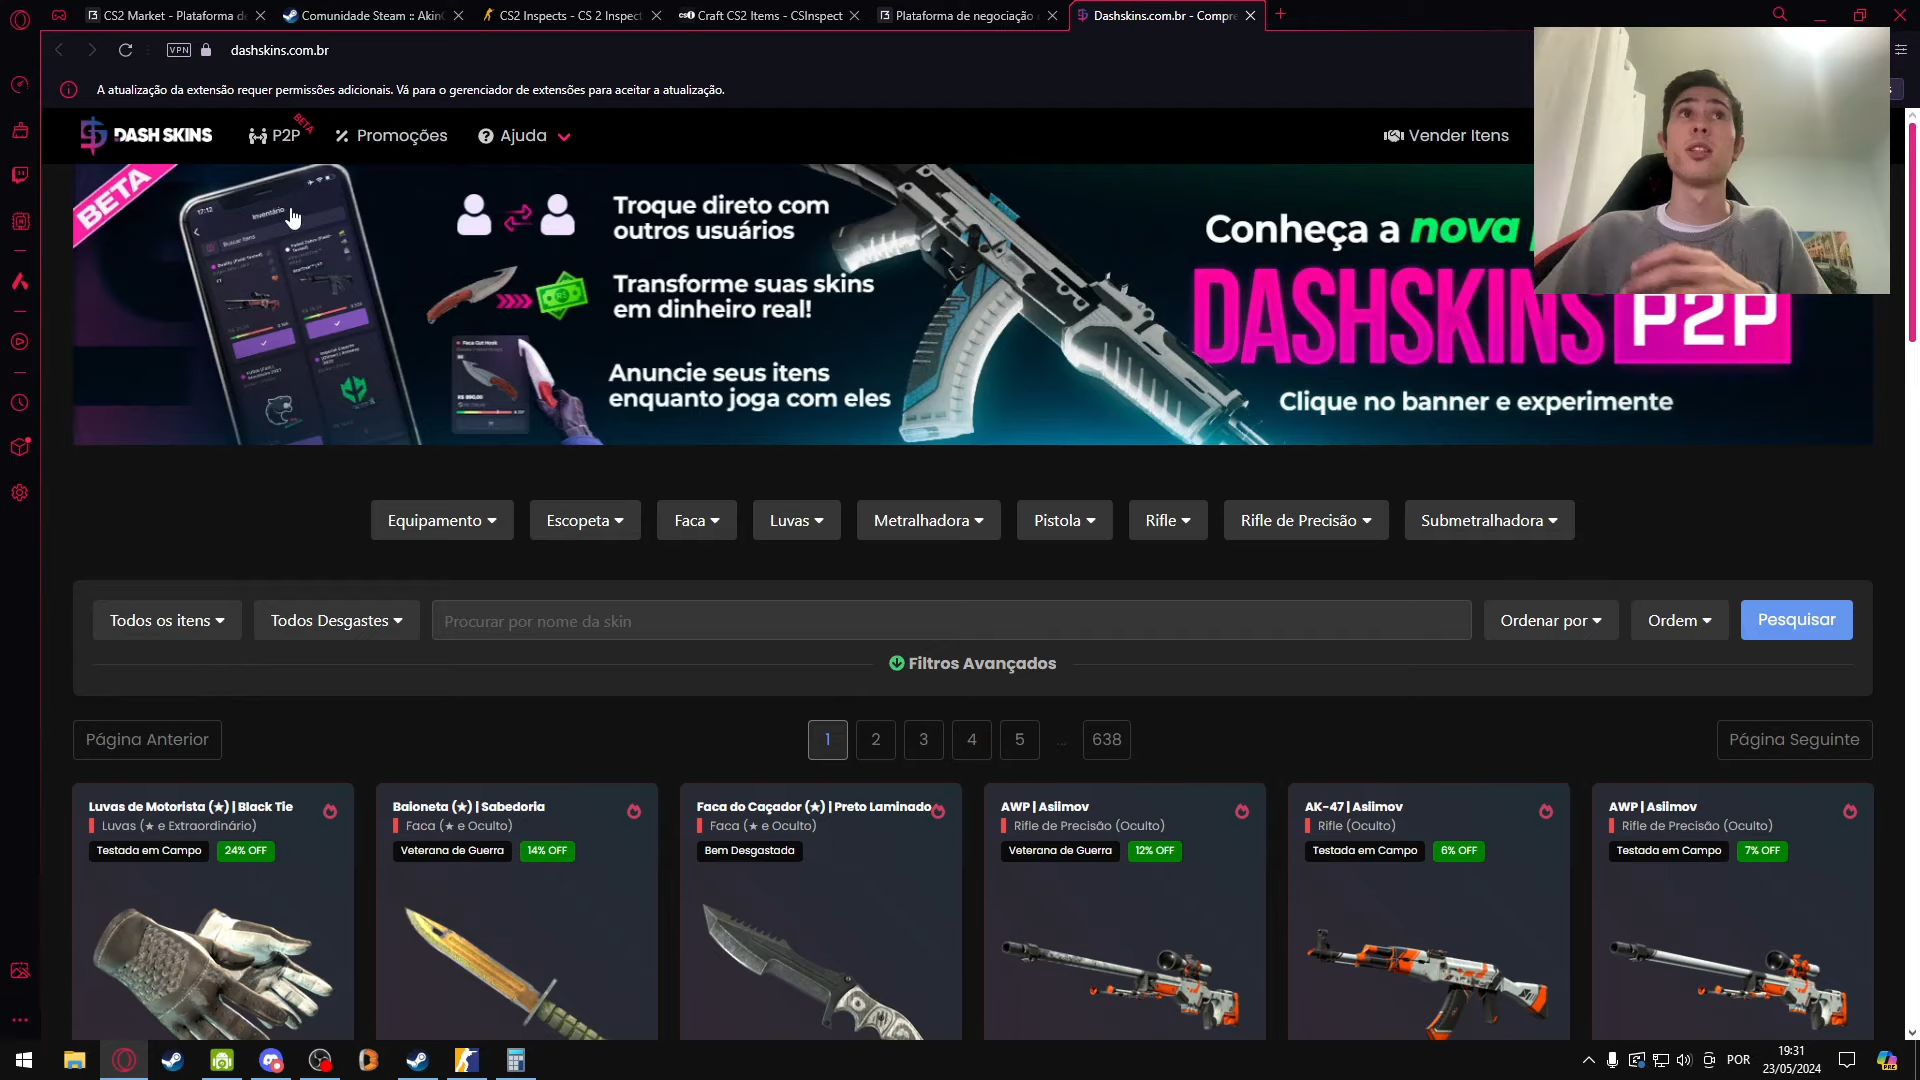 CS2 Market - Plataforma de
Comunidade Steam :: Akin
CS2 Inspects - CS 2 Inspect
Craft CS2 Items - CSInspect
Plataforma de negociação
Dashskins.com.br - Compre
VPN
dashskins.com.br
A atualização da extensão requer permissões adicionais. Vá para o gerenciador de extensões para aceitar a atualização.
DASH SKINS
P2P
BETA
Promoções
Ajuda
Vender Itens
BETA
17:12
Inventário
Buscar itens
Troque direto com
outros usuários
Transforme suas skins
em dinheiro real!
Anuncie seus itens
enquanto joga com eles
Conheça a nova
DASHSKINS P2P
Clique no banner e experimente
Equipamento
Escopeta
Faca
Luvas
Metralhadora
Pistola
Rifle
Rifle de Precisão
Submetralhadora
Todos os itens
Todos Desgastes
Procurar por nome da skin
Ordenar por
Ordem
Pesquisar
Filtros Avançados
Página Anterior
1
2
3
4
5
...
638
Página Seguinte
Luvas de Motorista (★) | Black Tie
Luvas (★ e Extraordinário)
Testada em Campo
24% OFF
Baioneta (★) | Sabedoria
Faca (★ e Oculto)
Veterana de Guerra
14% OFF
Faca do Caçador (★) | Preto Laminado
Faca (★ e Oculto)
Bem Desgastada
AWP | Asiimov
Rifle de Precisão (Oculto)
Veterana de Guerra
12% OFF
AK-47 | Asiimov
Rifle (Oculto)
Testada em Campo
6% OFF
AWP | Asiimov
Rifle de Precisão (Oculto)
Testada em Campo
7% OFF
POR
19:31
23/05/2024